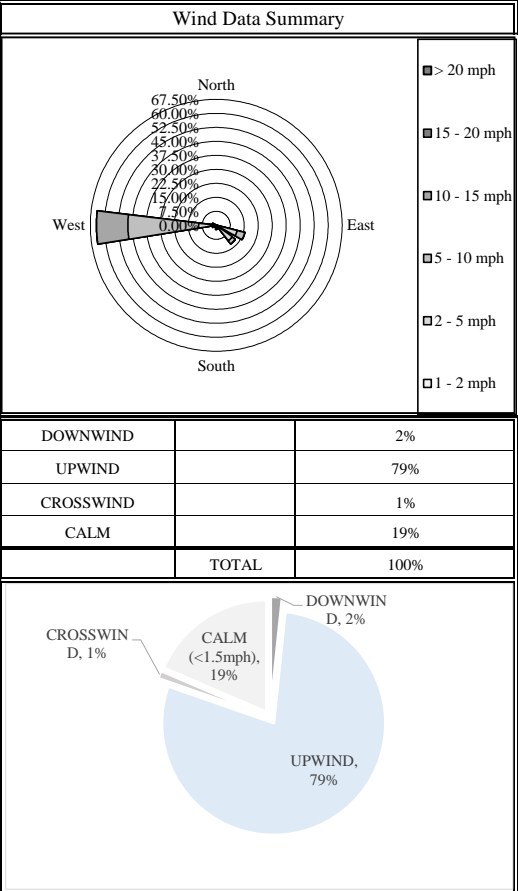 Wind Data Summary
North
67.50%
60.00%
52.50%
45.00%
37.50%
30.00%
22.50%
15.00%
7.50%
0.00%
West
East
South
> 20 mph
15 - 20 mph
10 - 15 mph
5 - 10 mph
2 - 5 mph
1 - 2 mph
DOWNWIND 2%
UPWIND 79%
CROSSWIND 1%
CALM 19%
TOTAL 100%
DOWNWIN
D, 2%
CROSSWIN
D, 1%
CALM
(<1.5mph),
19%
UPWIND,
79%